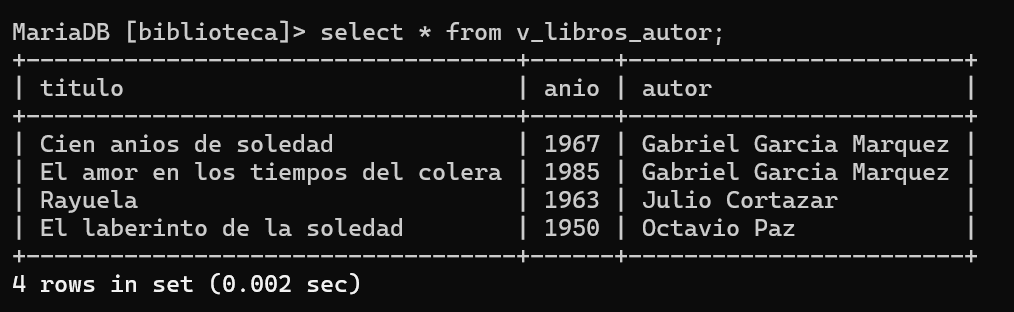 MariaDB [biblioteca]> select * from v_libros_autor;
+-----------------------------------+------+------------------------+
| titulo                            | anio | autor                  |
+-----------------------------------+------+------------------------+
| Cien anios de soledad             | 1967 | Gabriel Garcia Marquez |
| El amor en los tiempos del colera | 1985 | Gabriel Garcia Marquez |
| Rayuela                           | 1963 | Julio Cortazar         |
| El laberinto de la soledad        | 1950 | Octavio Paz            |
+-----------------------------------+------+------------------------+
4 rows in set (0.002 sec)